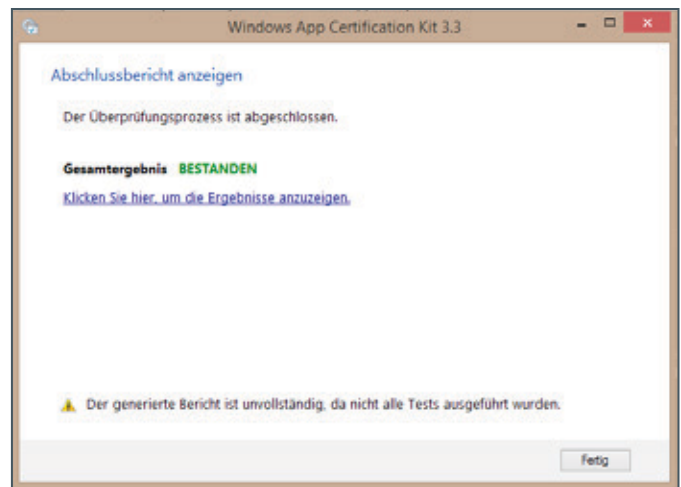 Windows App Certification Kit 3.3
Abschlussbericht anzeigen
Der Überprüfungsprozess ist abgeschlossen.
Gesamtergebnis BESTANDEN
Klicken Sie hier, um die Ergebnisse anzuzeigen.
Der generierte Bericht ist unvollständig, da nicht alle Tests ausgeführt wurden.
Fertig